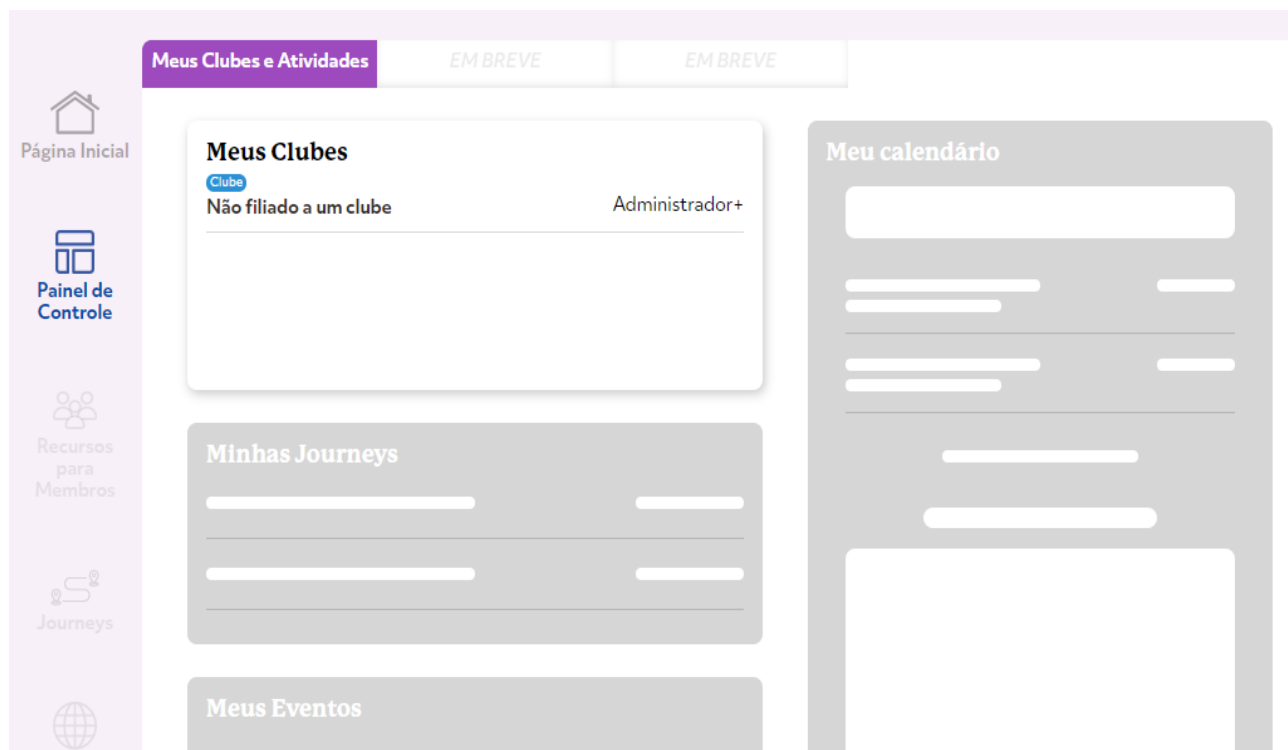 Meus Clubes e Atividades
EM BREVE
EM BREVE
Página Inicial
Painel de
Controle
Recursos
para
Membros
Journeys
Meus Clubes
Clube
Não filiado a um clube
Administrador+
Minhas Journeys
Meus Eventos
Meu calendário